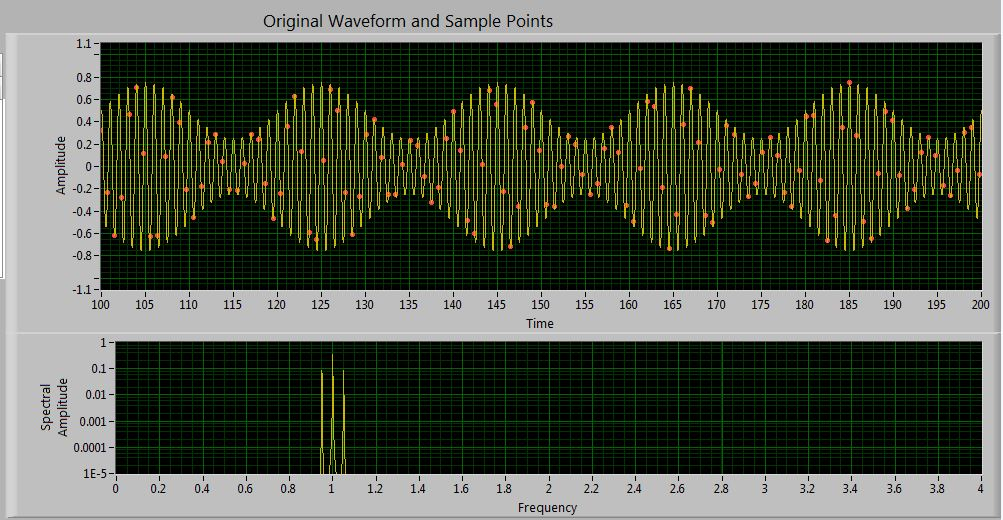 Original Waveform and Sample Points
1.1
0.8
0.6
0.4
0.2
0
-0.2
-0.4
-0.6
-0.8
-1.1
Amplitude
100 105 110 115 120 125 130 135 140 145 150 155 160 165 170 175 180 185 190 195 200
Time
1
0.1
0.01
0.001
0.0001
1E-5
Spectral
Amplitude
0 0.2 0.4 0.6 0.8 1 1.2 1.4 1.6 1.8 2 2.2 2.4 2.6 2.8 3 3.2 3.4 3.6 3.8 4
Frequency